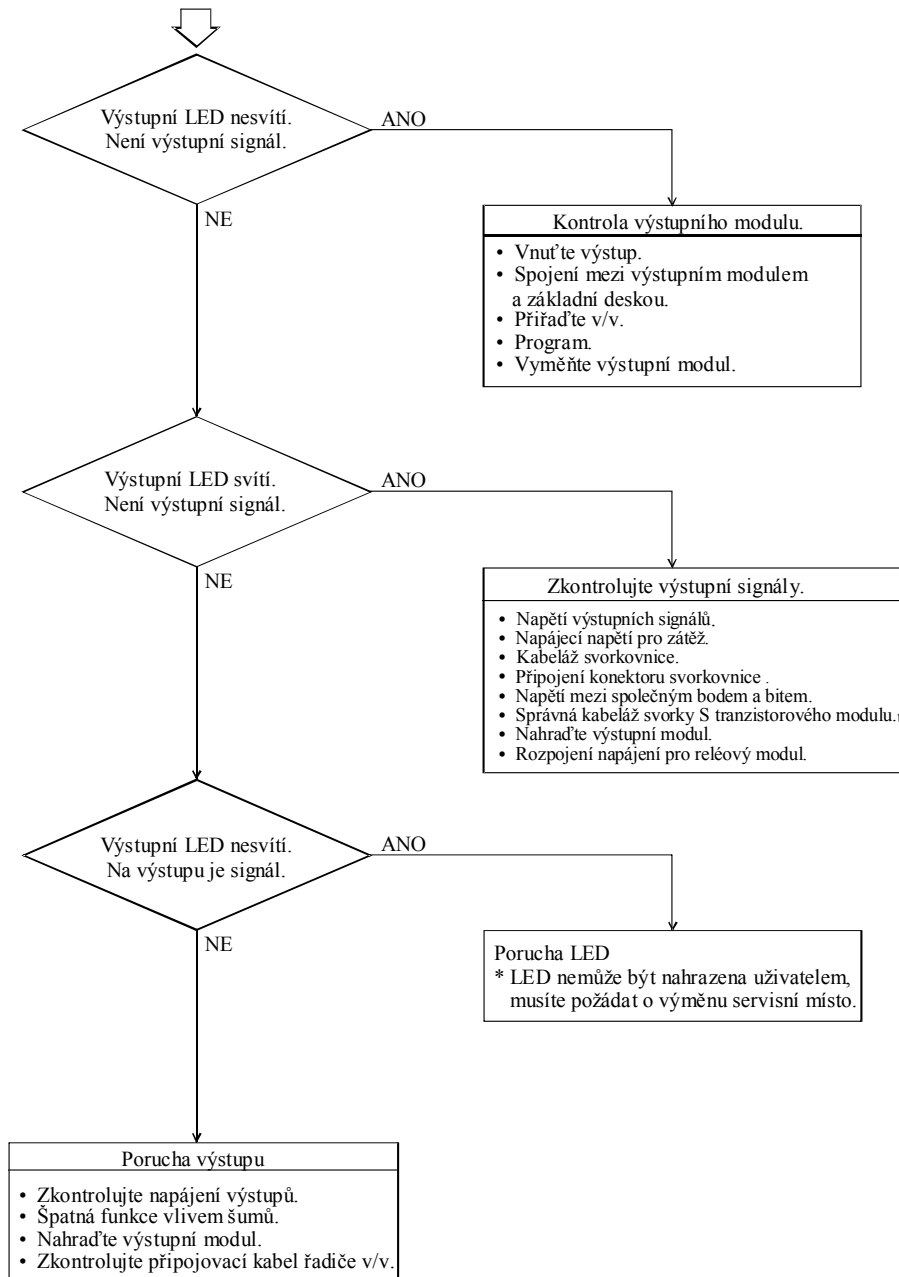 Výstupní LED nesvítí.
Není výstupní signál.
ANO
NE
Kontrola výstupního modulu.
• Vnuťte výstup.
• Spojení mezi výstupním modulem
a základní deskou.
• Přiřaďte v/v.
• Program.
• Vyměňte výstupní modul.
Výstupní LED svítí.
Není výstupní signál.
ANO
NE
Zkontrolujte výstupní signály.
• Napětí výstupních signálů.
• Napájecí napětí pro zátěž.
• Kabeláž svorkovnice.
• Připojení konektoru svorkovnice .
• Napětí mezi společným bodem a bitem.
• Správná kabeláž svorky S tranzistorového modulu.
• Nahraďte výstupní modul.
• Rozpojení napájení pro reléový modul.
Výstupní LED nesvítí.
Na výstupu je signál.
ANO
NE
Porucha LED
* LED nemůže být nahrazena uživatelem,
musíte požádat o výměnu servisní místo.
Porucha výstupu
• Zkontrolujte napájení výstupů.
• Špatná funkce vlivem šumů.
• Nahraďte výstupní modul.
• Zkontrolujte připojovací kabel řadiče v/v.